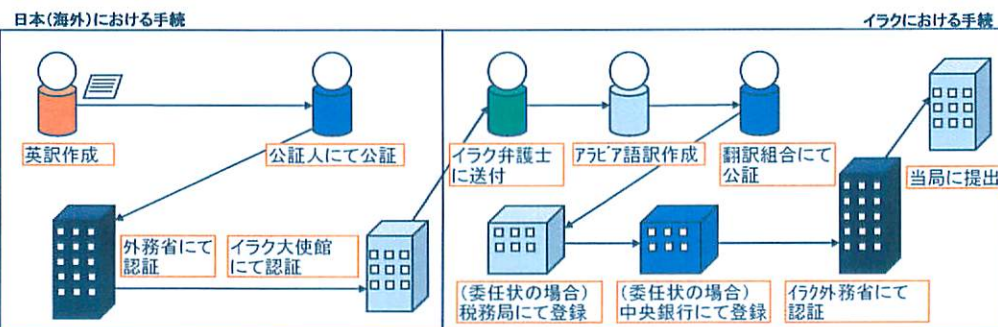 日本(海外)における手続
イラクにおける手続
英訳作成
公証人にて公証
外務省にて
認証
イラク大使館
にて認証
イラク弁護士
に送付
アラビア語訳作成
翻訳組合にて
公証
(委任状の場合)
税務局にて登録
(委任状の場合)
中央銀行にて登録
イラク外務省にて
認証
当局に提出